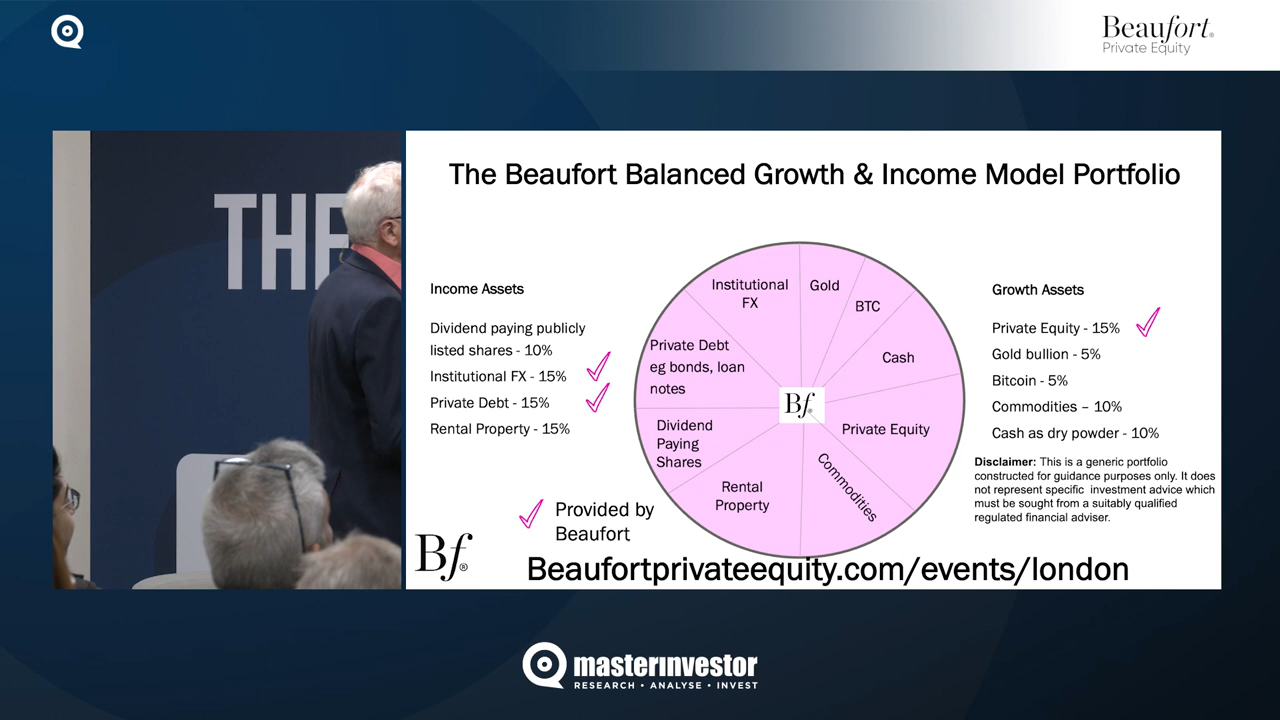 Beaufort®
Private Equity
THE
The Beaufort Balanced Growth & Income Model Portfolio
Income Assets
Dividend paying publicly
listed shares - 10%
Institutional FX - 15%
Private Debt - 15%
Rental Property - 15%
Institutional
FX
Gold
BTC
Cash
Private Equity
Commodities
Rental
Property
Dividend
Paying
Shares
Private Debt
eg bonds, loan
notes
Bf®
Growth Assets
Private Equity - 15%
Gold bullion - 5%
Bitcoin - 5%
Commodities – 10%
Cash as dry powder - 10%
Disclaimer: This is a generic portfolio
constructed for guidance purposes only. It does
not represent specific investment advice which
must be sought from a suitably qualified
regulated financial adviser.
Provided by
Beaufort
Bf®
Beaufortprivateequity.com/events/london
masterinvestor
RESEARCH • ANALYSE • INVEST